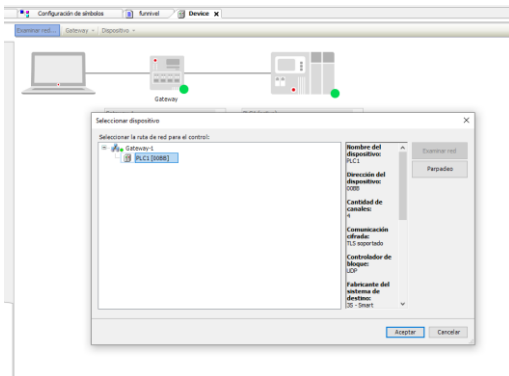 Configuración de símbolos
funnivel
Device
Examinar red...
Gateway
Dispositivo
Gateway
Seleccionar dispositivo
Seleccionar la ruta de red para el control:
Gateway-1
PLC1 [00BB]
Nombre del
dispositivo:
PLC1
Dirección del
dispositivo:
00BB
Cantidad de
canales:
4
Comunicación
cifrada:
TLS soportado
Controlador de
bloque:
UDP
Fabricante del
sistema de
destino:
3S - Smart
Examinar red
Parpadeo
Aceptar
Cancelar